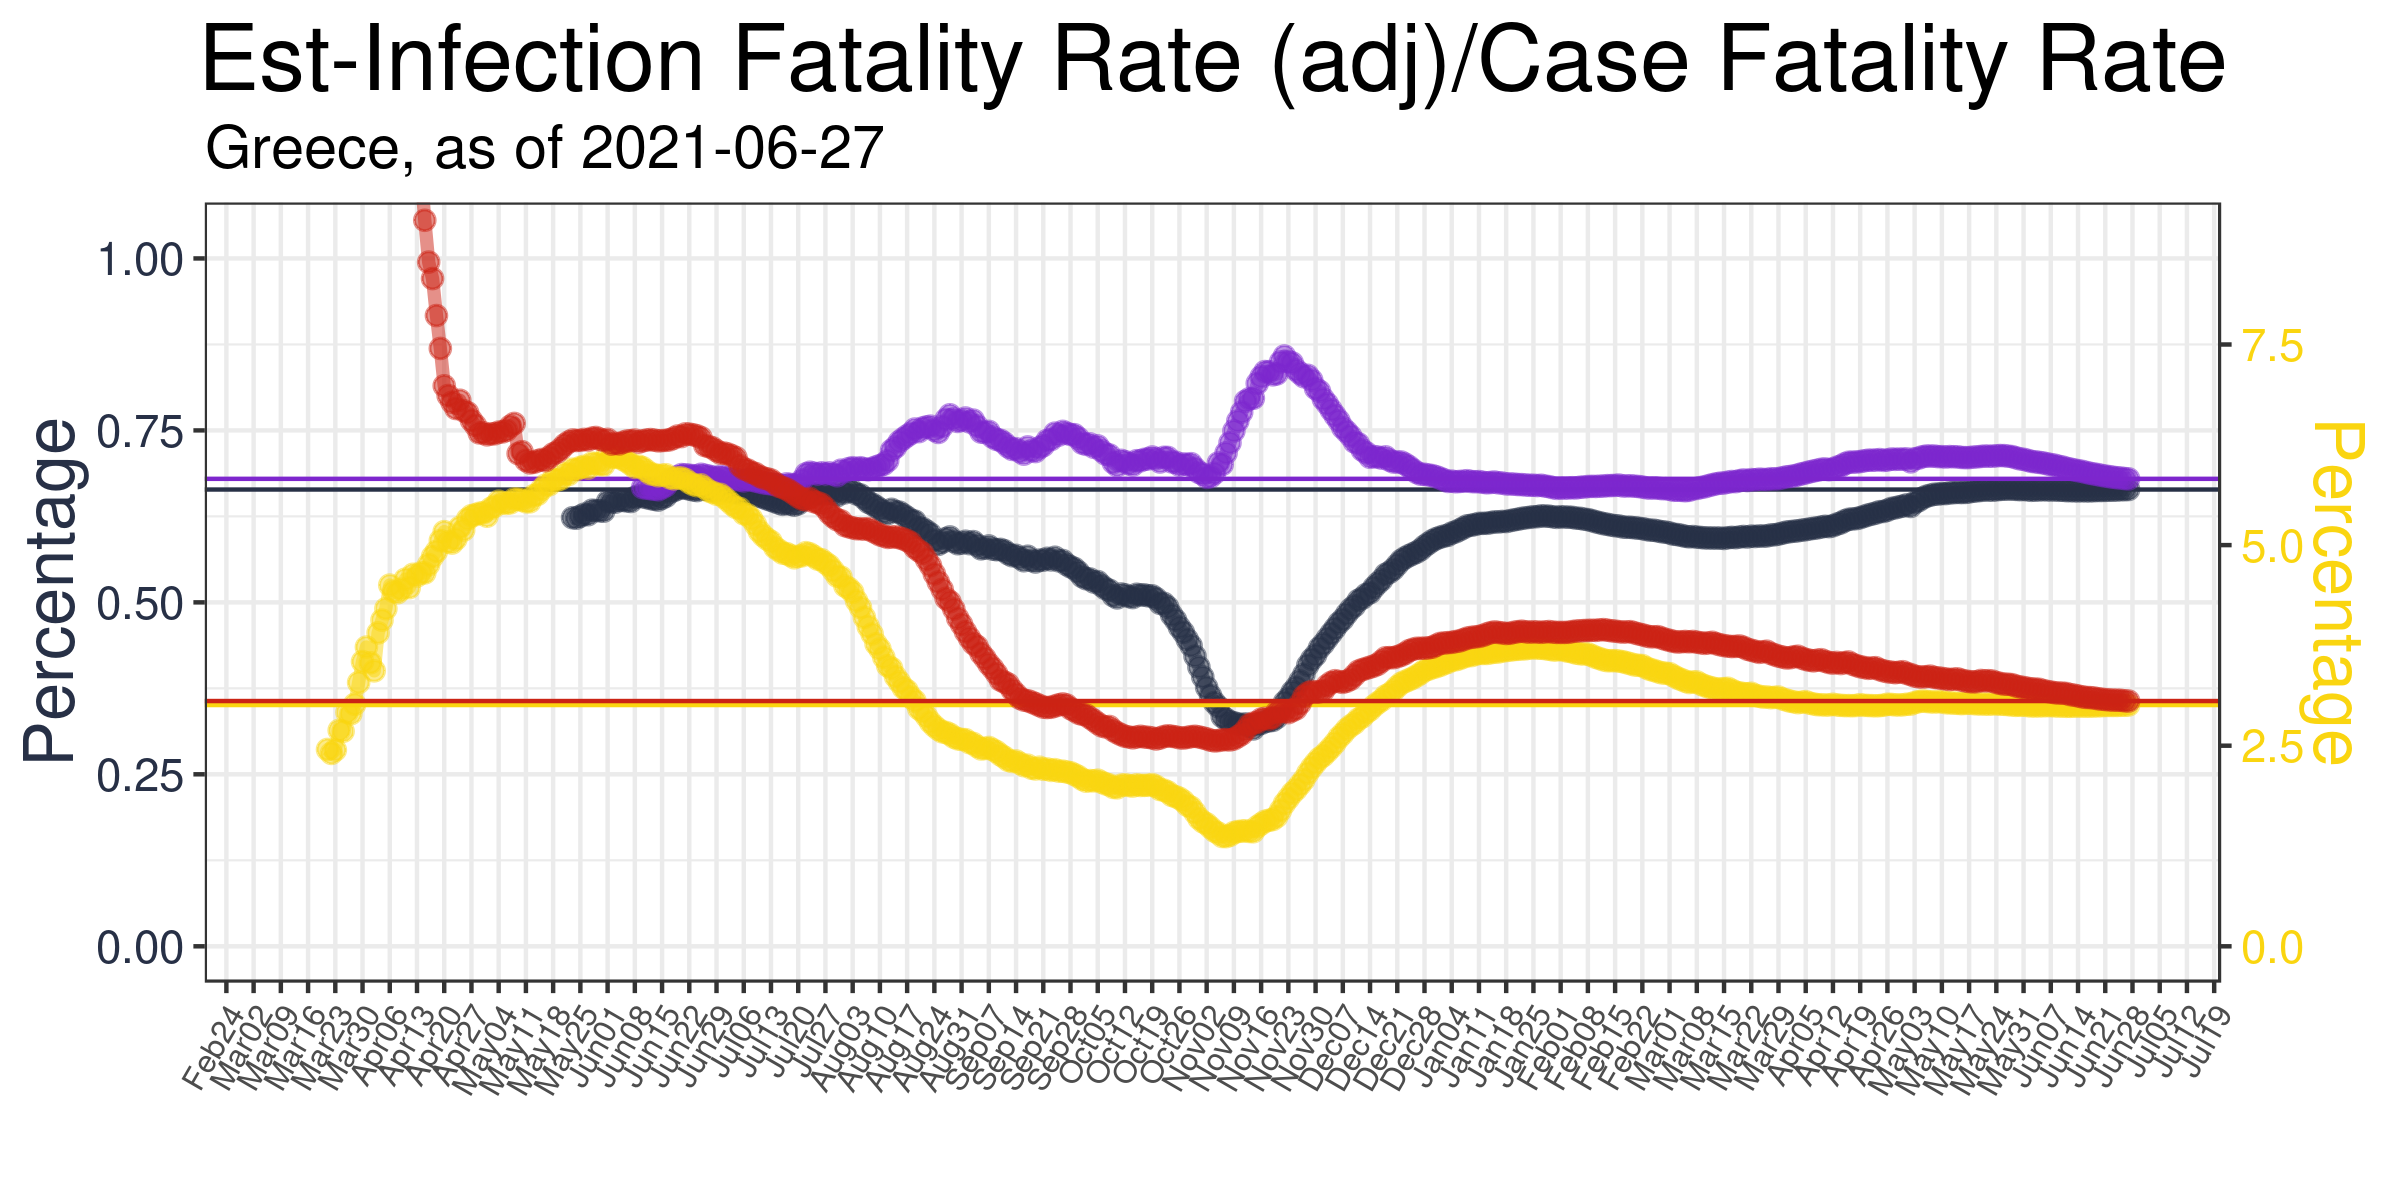 Est-Infection Fatality Rate (adj)/Case Fatality Rate
Greece, as of 2021-06-27
Percentage
1.00
0.75
0.50
0.25
0.00
7.5
5.0
2.5
0.0
Percentage
Feb24
Mar02
Mar09
Mar16
Mar23
Mar30
Apr06
Apr13
Apr20
Apr27
May04
May11
May18
May25
Jun01
Jun08
Jun15
Jun22
Jun29
Jul06
Jul13
Jul20
Jul27
Aug03
Aug10
Aug17
Aug24
Aug31
Sep07
Sep14
Sep21
Sep28
Oct05
Oct12
Oct19
Oct26
Nov02
Nov09
Nov16
Nov23
Nov30
Dec07
Dec14
Dec21
Dec28
Jan04
Jan11
Jan18
Jan25
Feb01
Feb08
Feb15
Feb22
Mar01
Mar08
Mar15
Mar22
Mar29
Apr05
Apr12
Apr19
Apr26
May03
May10
May17
May24
May31
Jun07
Jun14
Jun21
Jun28
Jul05
Jul12
Jul19